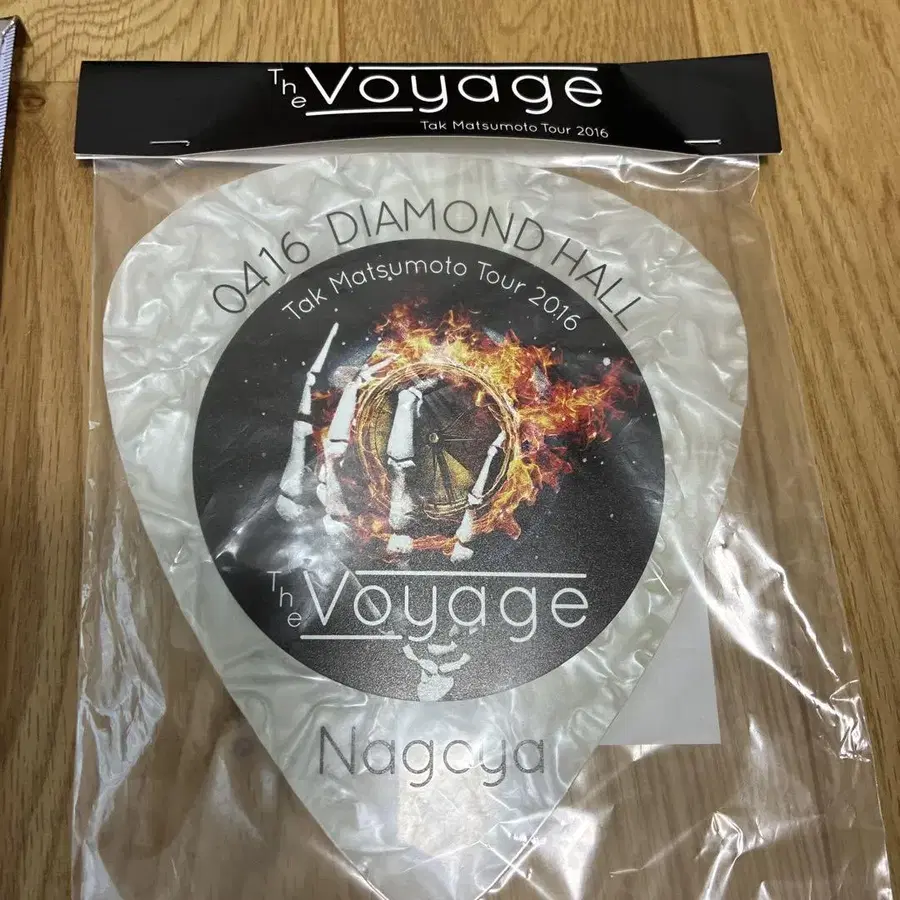 The Voyage
Tak Matsumoto Tour 2016
0416 DIAMOND HALL
Tak Matsumoto Tour 2016
The Voyage
Nagoya